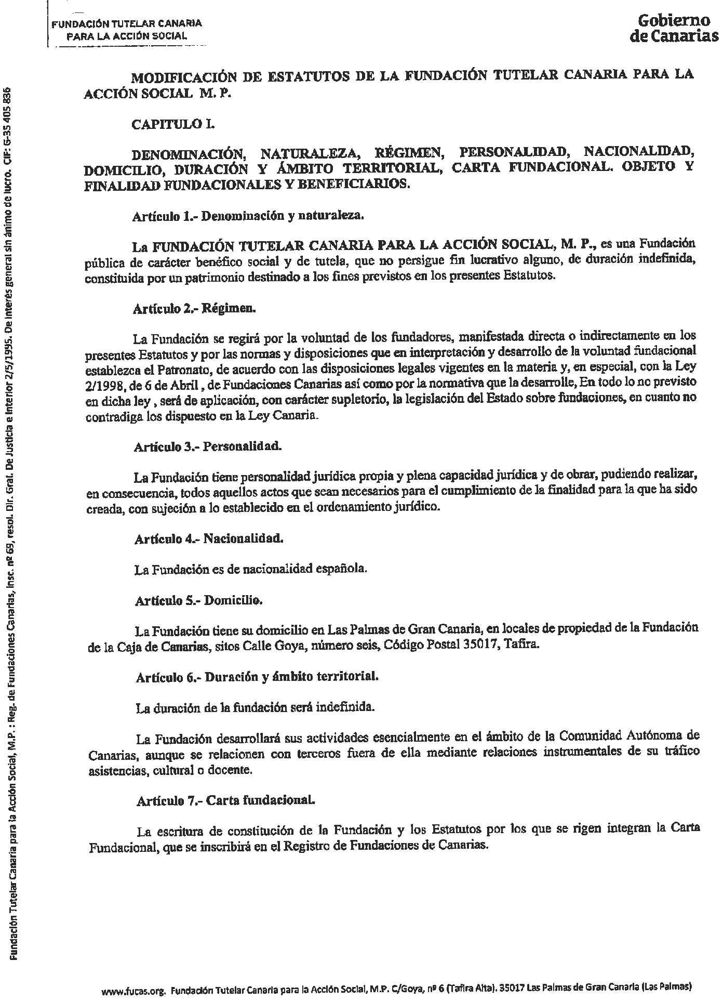 FUNDACIÓN TUTELAR CANARIA
PARA LA ACCIÓN SOCIAL
Gobierno
de Canarias
MODIFICACIÓN DE ESTATUTOS DE LA FUNDACIÓN TUTELAR CANARIA PARA LA
ACCIÓN SOCIAL M. P.
CAPITULO I.
DENOMINACIÓN, NATURALEZA, RÉGIMEN, PERSONALIDAD, NACIONALIDAD,
DOMICILIO, DURACIÓN Y ÁMBITO TERRITORIAL, CARTA FUNDACIONAL. OBJETO Y
FINALIDAD FUNDACIONALES Y BENEFICIARIOS.
Artículo 1.- Denominación y naturaleza.
La FUNDACIÓN TUTELAR CANARIA PARA LA ACCIÓN SOCIAL, M. P., es una Fundación
pública de carácter benéfico social y de tutela, que no persigue fin lucrativo alguno, de duración indefinida,
constituida por un patrimonio destinado a los fines previstos en los presentes Estatutos.
Artículo 2.- Régimen.
La Fundación se regirá por la voluntad de los fundadores, manifestada directa o indirectamente en los
presentes Estatutos y por las normas y disposiciones que en interpretación y desarrollo de la voluntad fundacional
establezca el Patronato, de acuerdo con las disposiciones legales vigentes en la materia y, en especial, con la Ley
2/1998, de 6 de Abril , de Fundaciones Canarias así como por la normativa que la desarrolle, En todo lo no previsto
en dicha ley , será de aplicación, con carácter supletorio, la legislación del Estado sobre fundaciones, en cuanto no
contradiga los dispuesto en la Ley Canaria.
Artículo 3.- Personalidad.
La Fundación tiene personalidad jurídica propia y plena capacidad jurídica y de obrar, pudiendo realizar,
en consecuencia, todos aquellos actos que sean necesarios para el cumplimiento de la finalidad para la que ha sido
creada, con sujeción a lo establecido en el ordenamiento jurídico.
Artículo 4.- Nacionalidad.
La Fundación es de nacionalidad española.
Artículo 5.- Domicilio.
La Fundación tiene su domicilio en Las Palmas de Gran Canaria, en locales de propiedad de la Fundación
de la Caja de Canarias, sitos Calle Goya, número seis, Código Postal 35017, Tafira.
Artículo 6.- Duración y ámbito territorial.
La duración de la fundación será indefinida.
La Fundación desarrollará sus actividades esencialmente en el ámbito de la Comunidad Autónoma de
Canarias, aunque se relacionen con terceros fuera de ella mediante relaciones instrumentales de su tráfico
asistencias, cultural o docente.
Artículo 7.- Carta fundacional.
La escritura de constitución de la Fundación y los Estatutos por los que se rigen integran la Carta
Fundacional, que se inscribirá en el Registro de Fundaciones de Canarias.
Fundación Tutelar Canaria para la Acción Social, M.P. : Reg. de Fundaciones Canarias, insc. nº 69, resol. Dir. Gral. De Justicia e Interior 2/5/1995. De interés general sin ánimo de lucro. CIF: G-35 405 836
www.fucas.org. Fundación Tutelar Canaria para la Acción Social, M.P. C/Goya, nº 6 (Tafira Alta). 35017 Las Palmas de Gran Canaria (Las Palmas)